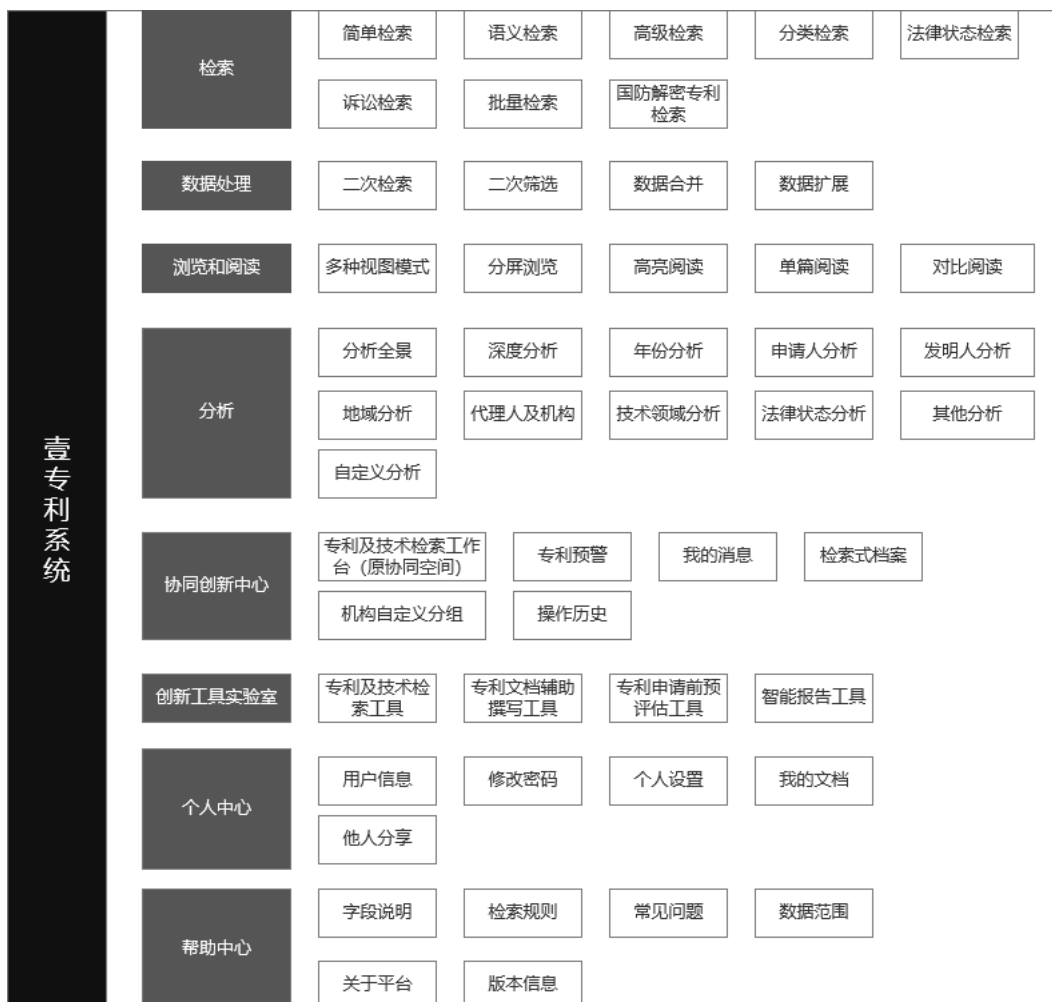 壹专利系统
检索
简单检索
语义检索
高级检索
分类检索
法律状态检索
诉讼检索
批量检索
国防解密专利
检索
数据处理
二次检索
二次筛选
数据合并
数据扩展
浏览和阅读
多种视图模式
分屏浏览
高亮阅读
单篇阅读
对比阅读
分析
分析全景
深度分析
年份分析
申请人分析
发明人分析
地域分析
代理人及机构
技术领域分析
法律状态分析
其他分析
自定义分析
协同创新中心
专利及技术检索工作
台（原协同空间）
专利预警
我的消息
检索式档案
机构自定义分组
操作历史
创新工具实验室
专利及技术检
索工具
专利文档辅助
撰写工具
专利申请前预
评估工具
智能报告工具
个人中心
用户信息
修改密码
个人设置
我的文档
他人分享
帮助中心
字段说明
检索规则
常见问题
数据范围
关于平台
版本信息